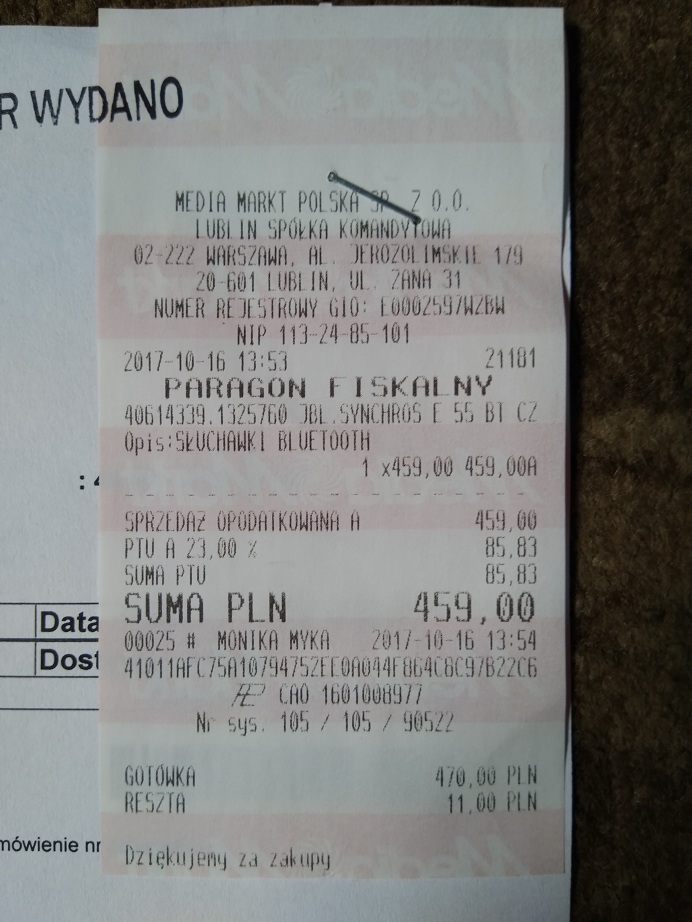 R WYDANO
MEDIA MARKT POLSKA SP. Z O.O.
LUBLIN SPÓŁKA KOMANDYTOWA
02-222 WARSZAWA, AL. JEROZOLIMSKIE 179
20-601 LUBLIN, UL. ZANA 31
NUMER REJESTROWY GIO: E0002597WZBW
NIP 113-24-85-101
2017-10-16 13:53 21181
PARAGON FISKALNY
40614339.1325760 JBL.SYNCHROS E 55 BT CZ
Opis:SŁUCHAWKI BLUETOOTH
1 x459,00 459,00A
: 4
SPRZEDAŻ OPODATKOWANA A 459,00
PTU A 23,00 % 85,83
SUMA PTU 85,83
SUMA PLN 459,00
Data
00025 # MONIKA MYKA 2017-10-16 13:54
Dost
CAO 1601008977
Nr sys. 105 / 105 / 90522
GOTÓWKA 470,00 PLN
RESZTA 11,00 PLN
mówienie nr
Dziękujemy za zakupy